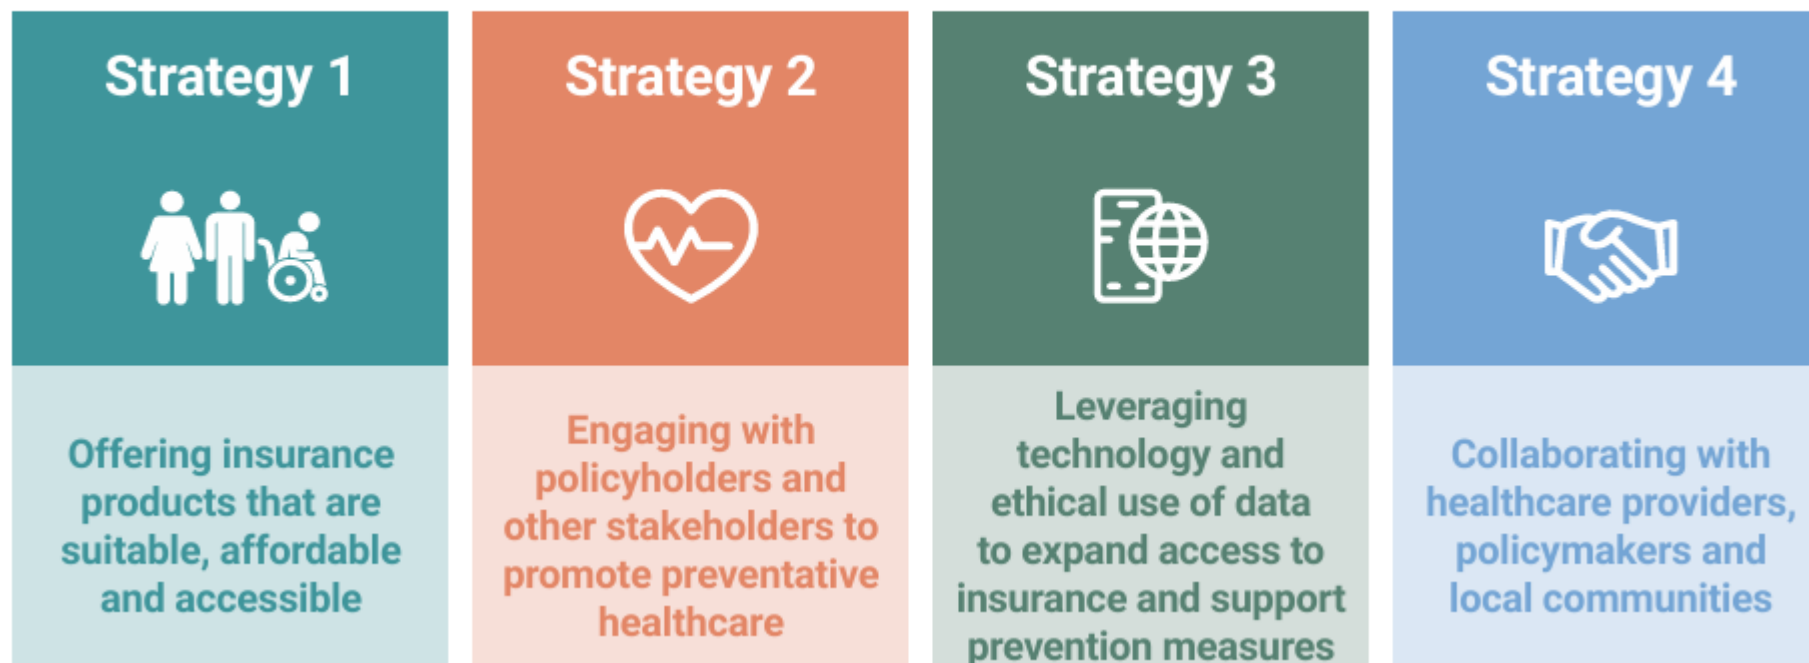 Strategy 1
Offering insurance
products that are
suitable, affordable
and accessible
Strategy 2
Engaging with
policyholders and
other stakeholders to
promote preventative
healthcare
Strategy 3
Leveraging
technology and
ethical use of data
to expand access to
insurance and support
prevention measures
Strategy 4
Collaborating with
healthcare providers,
policymakers and
local communities